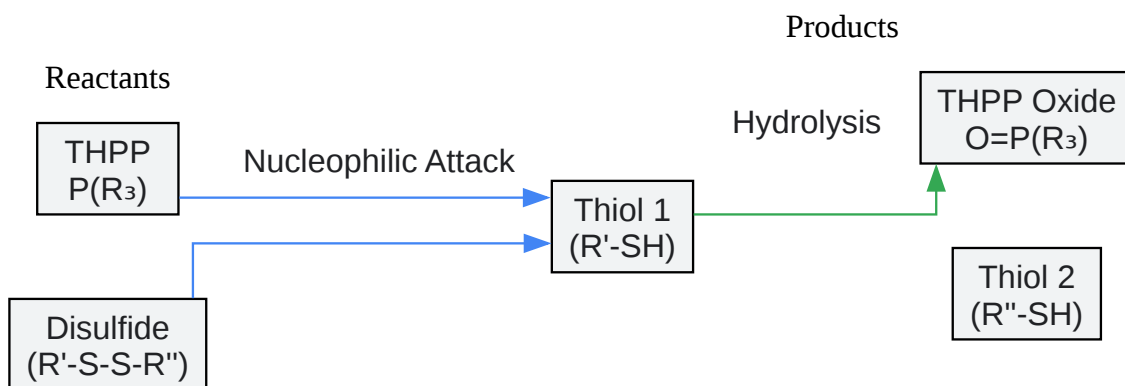 Products
Reactants
THPP
P(R₃)
Nucleophilic Attack
Hydrolysis
THPP Oxide
O=P(R₃)
Thiol 1
(R'-SH)
Thiol 2
(R''-SH)
Disulfide
(R'-S-S-R'')